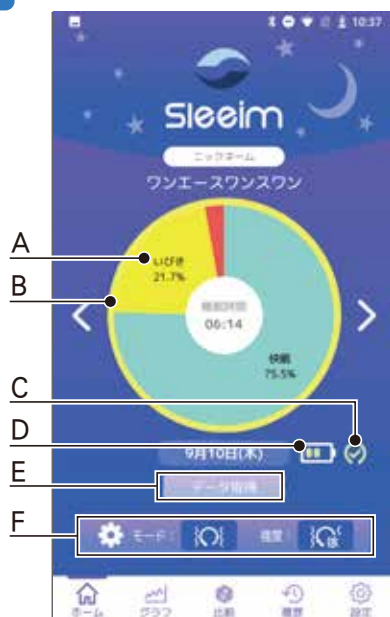 10:37
Sleeim
ニックネーム
ワンエースワンスワン
A
いびき
21.7%
B
睡眠時間
06:14
快眠
75.5%
C
D
9月10日(木)
E
データ取得
F
モード:
強度:
強
ホーム
グラフ
比較
履歴
設定